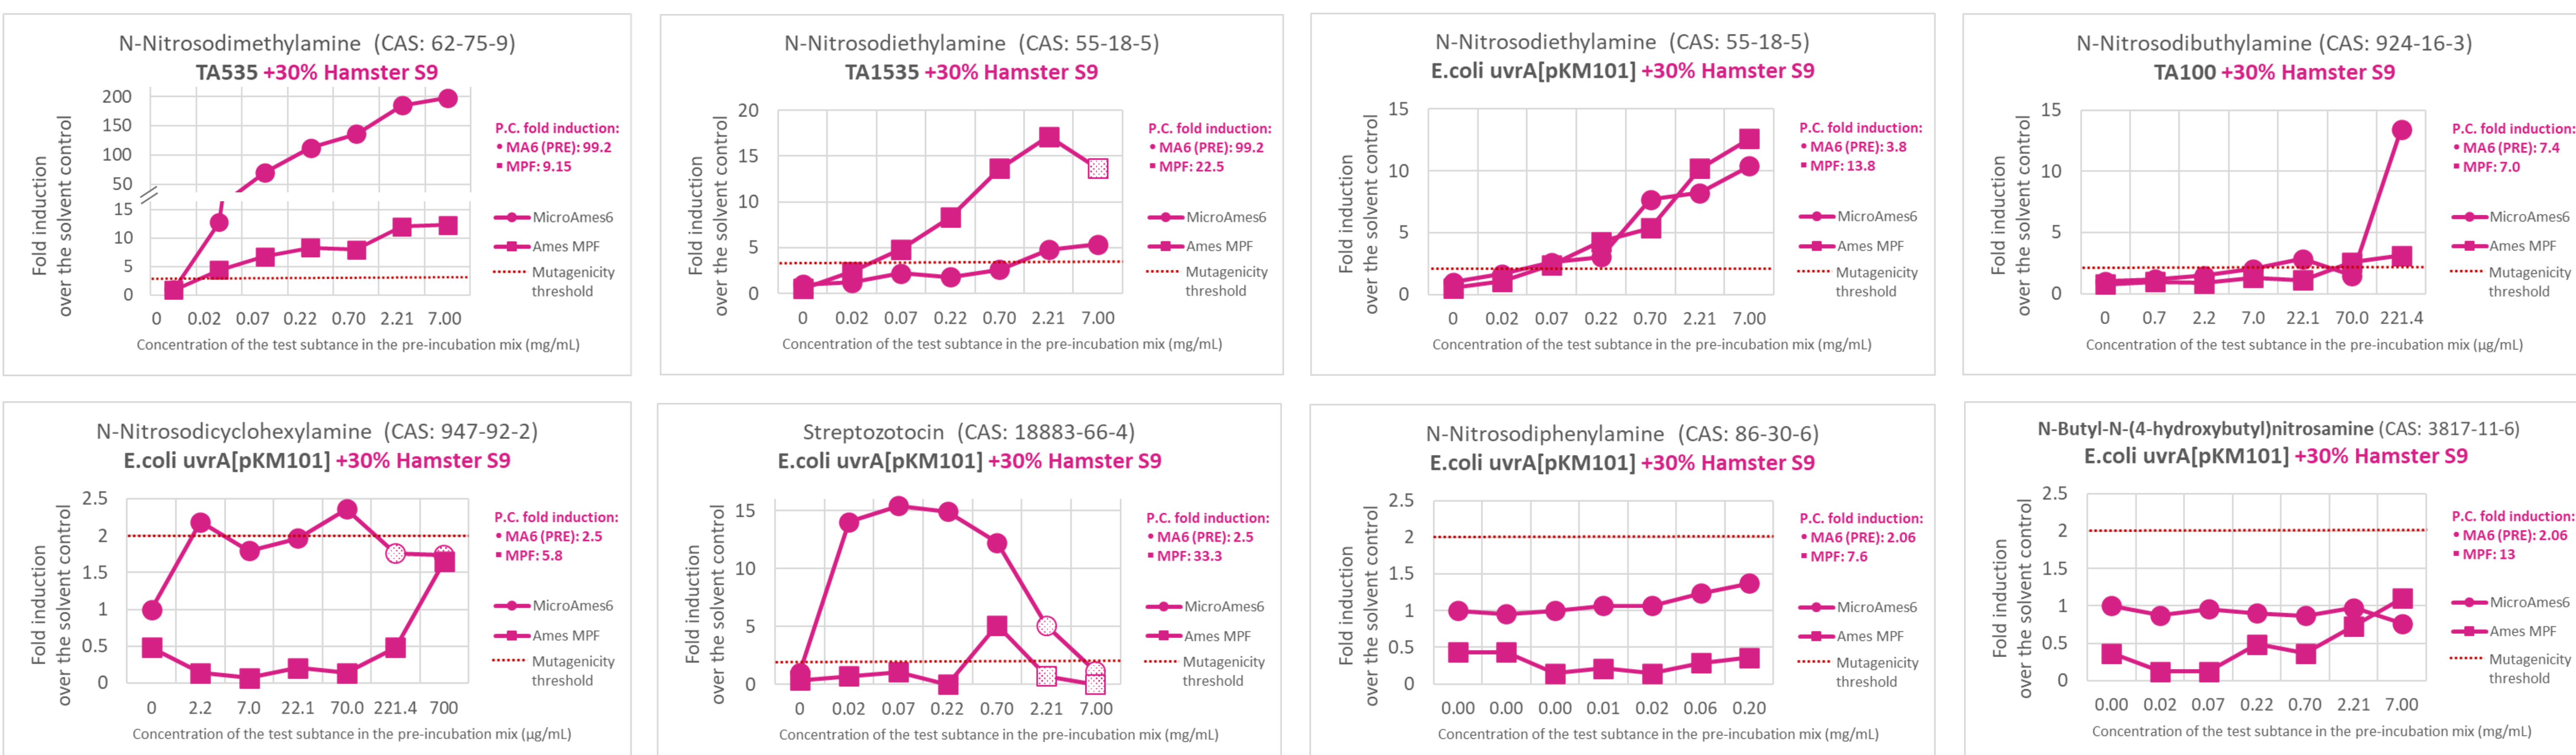 N-Nitrosodimethylamine (CAS: 62-75-9)
TA535 +30% Hamster S9
Fold induction
over the solvent control
200
150
100
50
15
10
5
0
0 0.02 0.07 0.22 0.70 2.21 7.00
Concentration of the test subtance in the pre-incubation mix (mg/mL)
P.C. fold induction:
• MA6 (PRE): 99.2
▪ MPF: 9.15
MicroAmes6
Ames MPF
Mutagenicity
threshold
N-Nitrosodiethylamine (CAS: 55-18-5)
TA1535 +30% Hamster S9
Fold induction
over the solvent control
20
15
10
5
0
0 0.02 0.07 0.22 0.70 2.21 7.00
Concentration of the test subtance in the pre-incubation mix (mg/mL)
P.C. fold induction:
• MA6 (PRE): 99.2
▪ MPF: 22.5
MicroAmes6
Ames MPF
Mutagenicity
threshold
N-Nitrosodiethylamine (CAS: 55-18-5)
E.coli uvrA[pKM101] +30% Hamster S9
Fold induction
over the solvent control
15
10
5
0
0 0.02 0.07 0.22 0.70 2.21 7.00
Concentration of the test subtance in the pre-incubation mix (mg/mL)
P.C. fold induction:
• MA6 (PRE): 3.8
▪ MPF: 13.8
MicroAmes6
Ames MPF
Mutagenicity
threshold
N-Nitrosodibuthylamine (CAS: 924-16-3)
TA100 +30% Hamster S9
Fold induction
over the solvent control
15
10
5
0
0 0.7 2.2 7.0 22.1 70.0 221.4
Concentration of the test subtance in the pre-incubation mix (µg/mL)
P.C. fold induction:
• MA6 (PRE): 7.4
▪ MPF: 7.0
MicroAmes6
Ames MPF
Mutagenicity
threshold
N-Nitrosodicyclohexylamine (CAS: 947-92-2)
E.coli uvrA[pKM101] +30% Hamster S9
Fold induction
over the solvent control
2.5
2
1.5
1
0.5
0
0 2.2 7.0 22.1 70.0 221.4 700
Concentration of the test subtance in the pre-incubation mix (µg/mL)
P.C. fold induction:
• MA6 (PRE): 2.5
▪ MPF: 5.8
MicroAmes6
Ames MPF
Mutagenicity
threshold
Streptozotocin (CAS: 18883-66-4)
E.coli uvrA[pKM101] +30% Hamster S9
Fold induction
over the solvent control
15
10
5
0
0 0.02 0.07 0.22 0.70 2.21 7.00
Concentration of the test subtance in the pre-incubation mix (mg/mL)
P.C. fold induction:
• MA6 (PRE): 2.5
▪ MPF: 33.3
MicroAmes6
Ames MPF
Mutagenicity
threshold
N-Nitrosodiphenylamine (CAS: 86-30-6)
E.coli uvrA[pKM101] +30% Hamster S9
Fold induction
over the solvent control
2.5
2
1.5
1
0.5
0
0.00 0.00 0.00 0.01 0.02 0.06 0.20
Concentration of the test subtance in the pre-incubation mix (mg/mL)
P.C. fold induction:
• MA6 (PRE): 2.06
▪ MPF: 7.6
MicroAmes6
Ames MPF
Mutagenicity
threshold
N-Butyl-N-(4-hydroxybutyl)nitrosamine (CAS: 3817-11-6)
E.coli uvrA[pKM101] +30% Hamster S9
Fold induction
over the solvent control
2.5
2
1.5
1
0.5
0
0.00 0.02 0.07 0.22 0.70 2.21 7.00
Concentration of the test subtance in the pre-incubation mix (mg/mL)
P.C. fold induction:
• MA6 (PRE): 2.06
▪ MPF: 13
MicroAmes6
Ames MPF
Mutagenicity
threshold